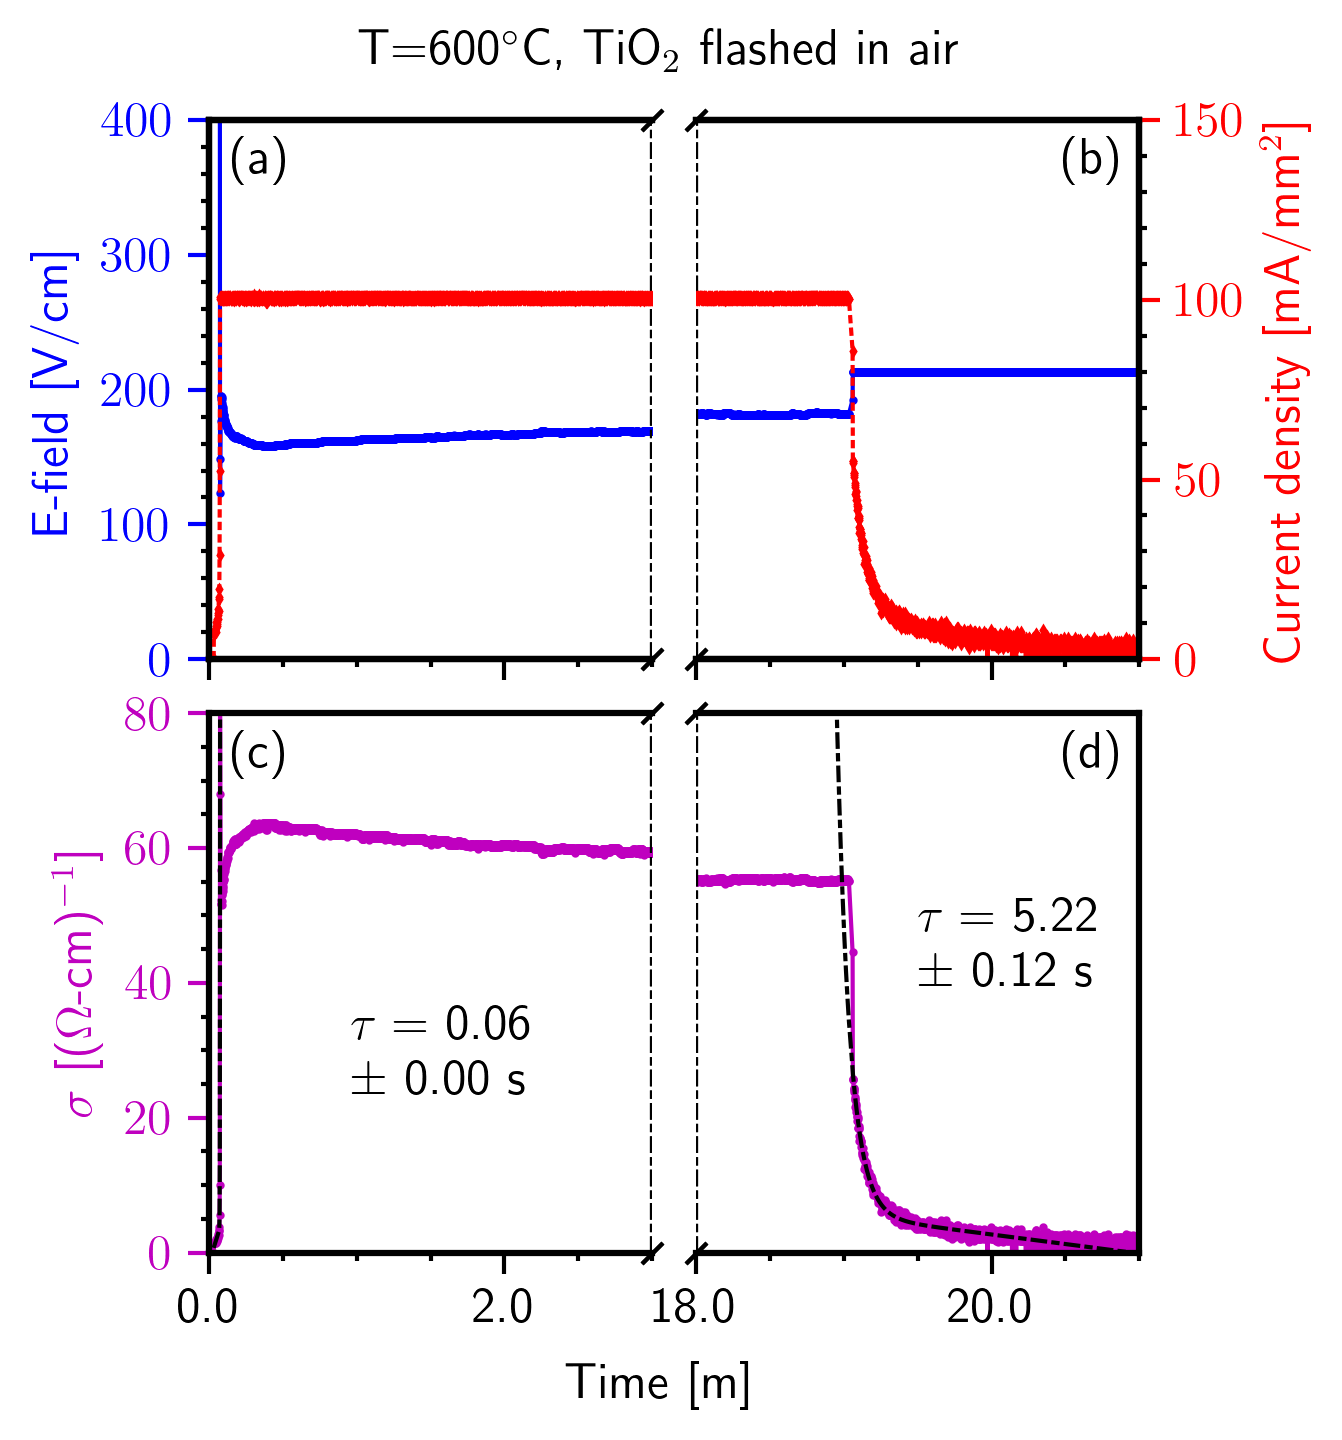 T=600°C, TiO₂ flashed in air
400
300
200
100
0
E-field [V/cm]
(a)
(b)
150
100
50
0
Current density [mA/mm²]
80
60
40
20
0
σ [(Ω-cm)⁻¹]
(c)
τ = 0.06
± 0.00 s
(d)
τ = 5.22
± 0.12 s
0.0 2.0 18.0 20.0
Time [m]